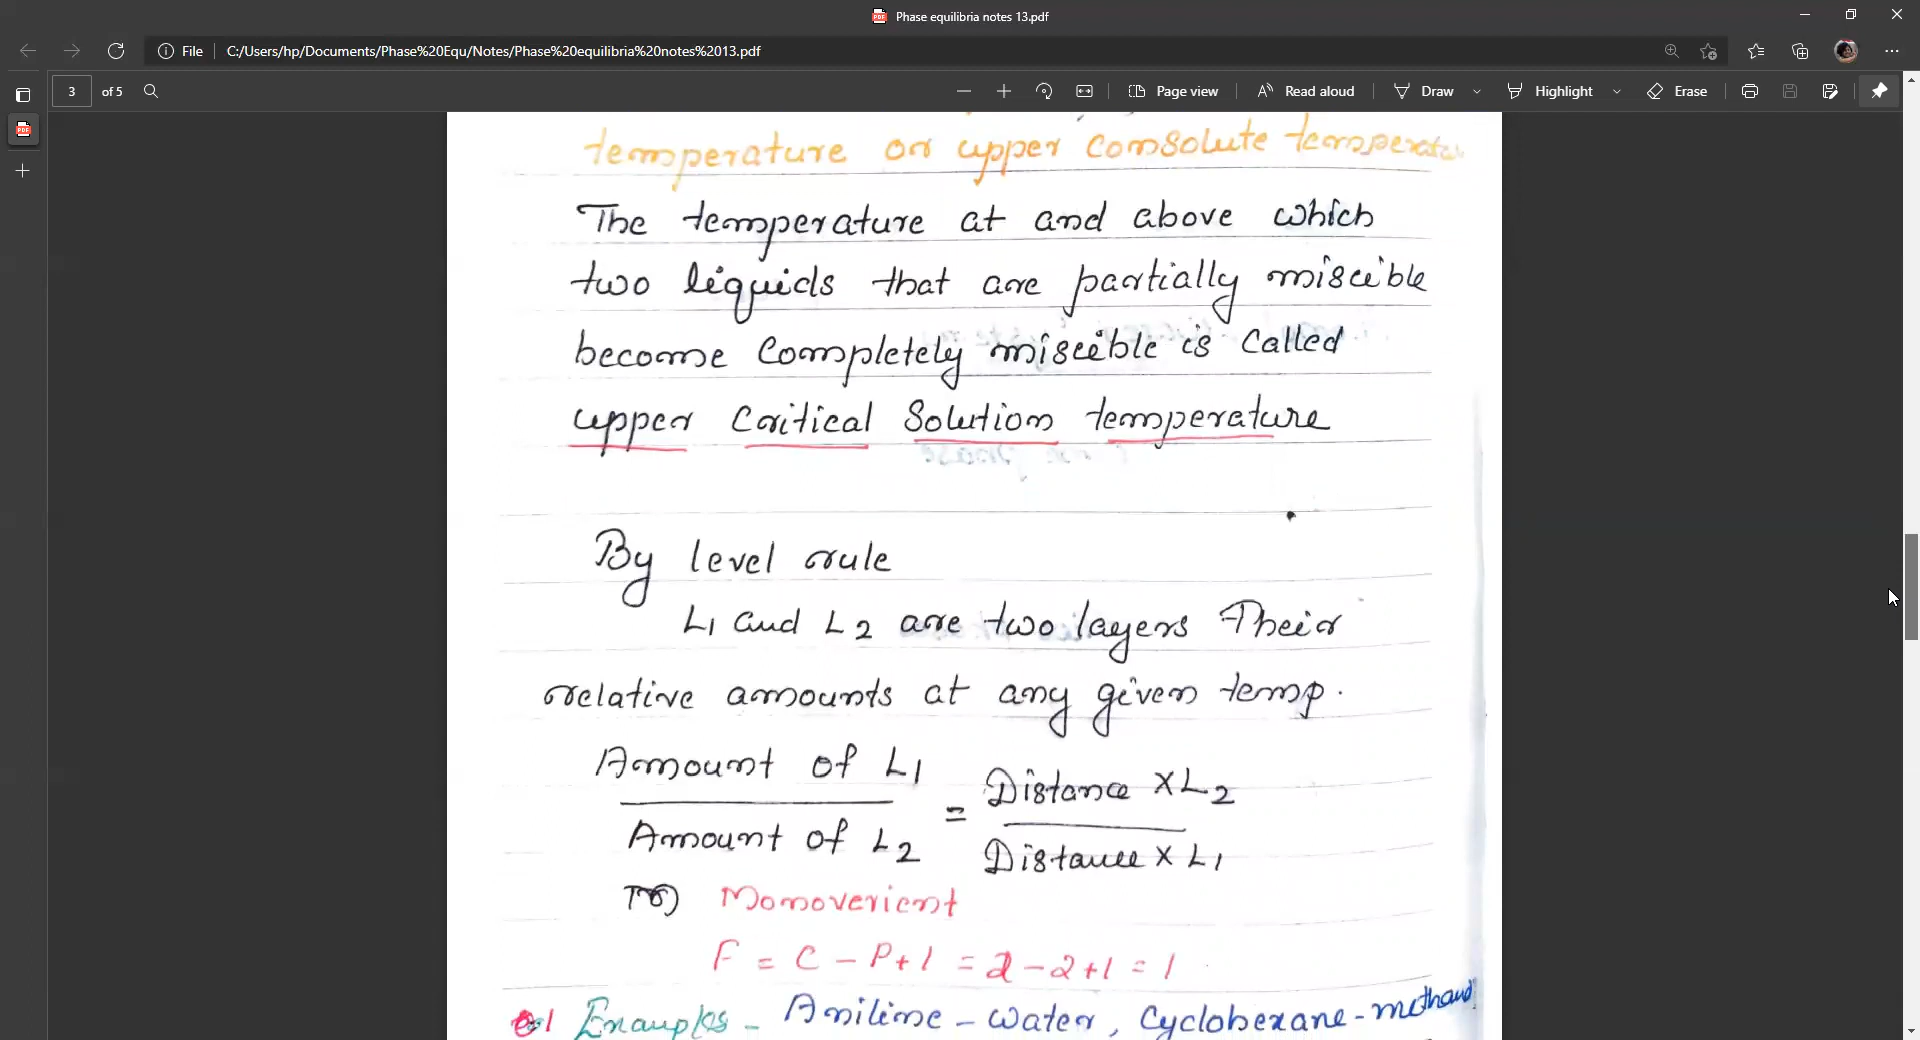 Phase equilibria notes 13.pdf
File C:/Users/hp/Documents/Phase%20Equ/Notes/Phase%20equilibria%20notes%2013.pdf
3 of 5 Page view Read aloud Draw Highlight Erase
temperature or upper consolute temperatu
The temperature at and above which
two liquids that are partially miscible
become Completely miscible is Called
upper Critical Solution temperature
By level rule
L1 and L2 are two layers Their
relative amounts at any given temp.
Amount of L1 / Amount of L2 = Distance X L2 / Distance X L1
Monoverient
F = C - P + 1 = 2 - 2 + 1 = 1
Examples - Aniline - water, Cyclohexane - methanol